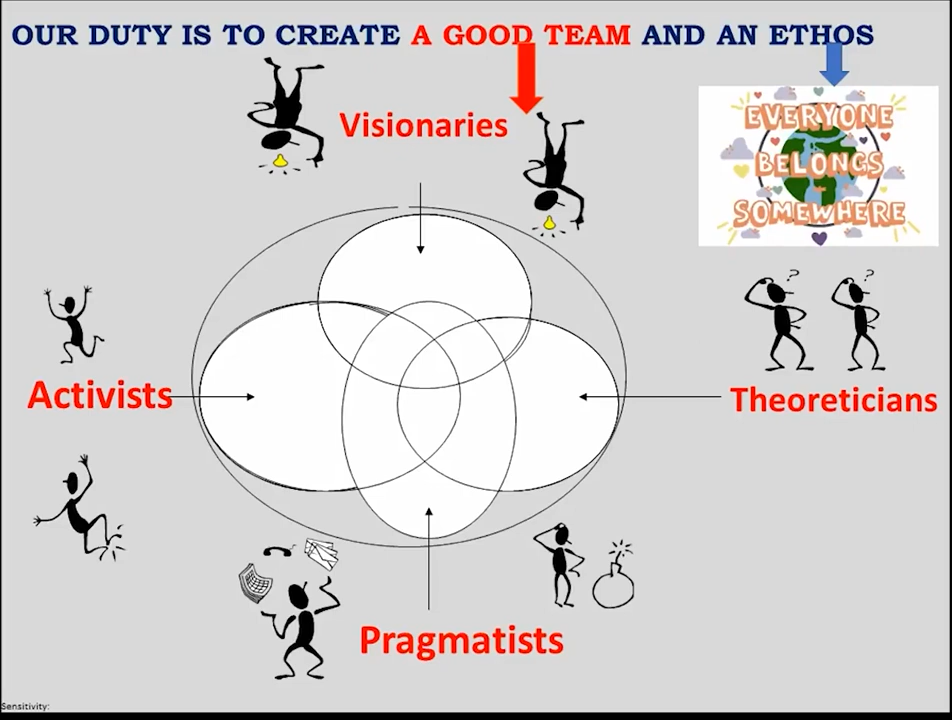 OUR DUTY IS TO CREATE A GOOD TEAM AND AN ETHOS
Visionaries
EVERYONE
BELONGS
SOMEWHERE
? ?
Activists
Theoreticians
Pragmatists
Sensitivity: